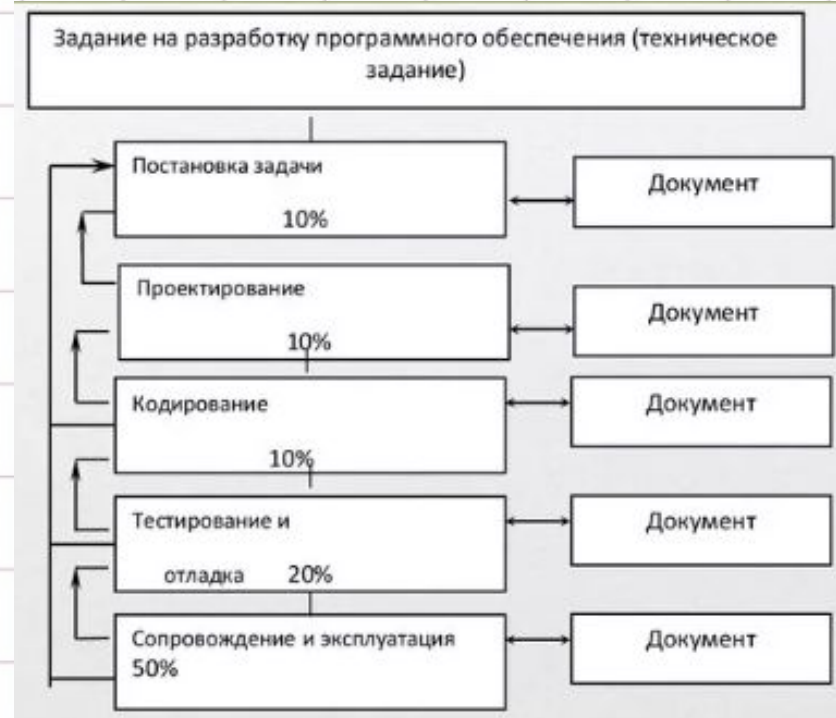 Задание на разработку программного обеспечения (техническое
задание)
Постановка задачи
10%
Документ
Проектирование
10%
Документ
Кодирование
10%
Документ
Тестирование и
отладка 20%
Документ
Сопровождение и эксплуатация
50%
Документ